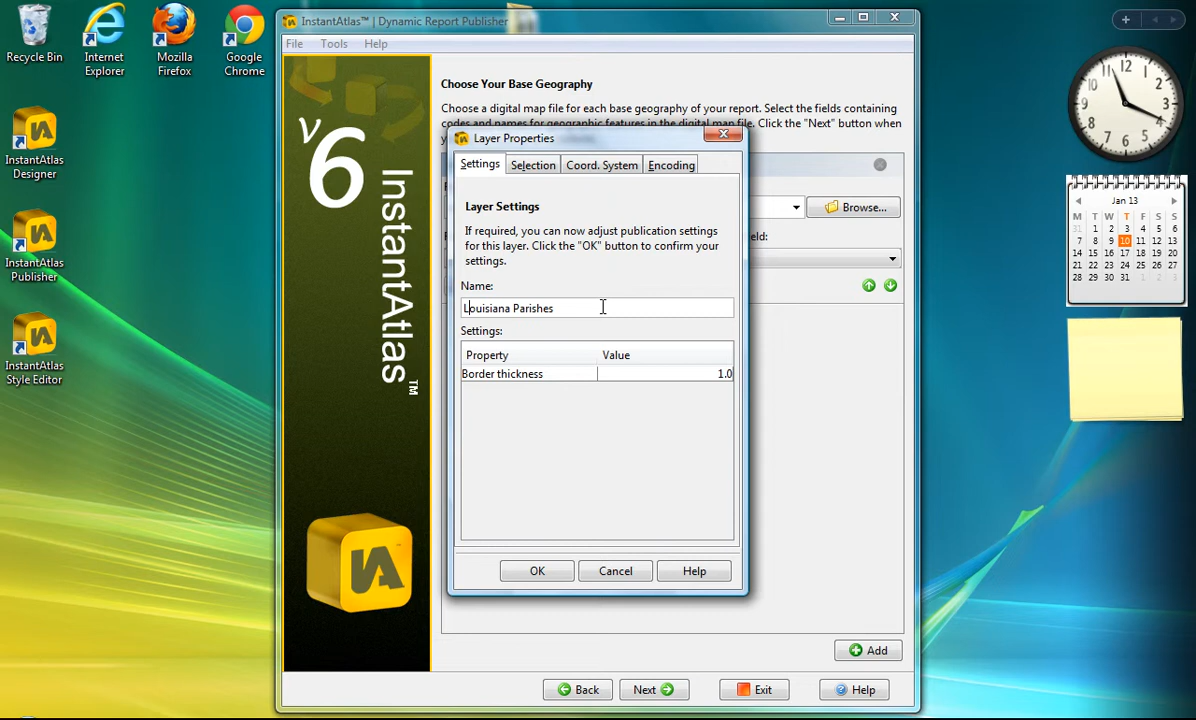 Recycle Bin
Internet Explorer
Mozilla Firefox
Google Chrome
InstantAtlas Designer
InstantAtlas Publisher
InstantAtlas Style Editor
InstantAtlas™ | Dynamic Report Publisher
File Tools Help
v6 InstantAtlas™
Choose Your Base Geography
Choose a digital map file for each base geography of your report. Select the fields containing
codes and names for geographic features in the digital map file. Click the "Next" button when
Browse...
eld:
Add
Back Next Exit Help
Layer Properties
Settings Selection Coord. System Encoding
Layer Settings
If required, you can now adjust publication settings
for this layer. Click the "OK" button to confirm your
settings.
Name:
Louisiana Parishes
Settings:
Property Value
Border thickness 1.0
OK Cancel Help
12 1 2 3 4 5 6 7 8 9 10 11
Jan 13
M T W T F S S
31 1 2 3 4 5 6
7 8 9 10 11 12 13
14 15 16 17 18 19 20
21 22 23 24 25 26 27
28 29 30 31